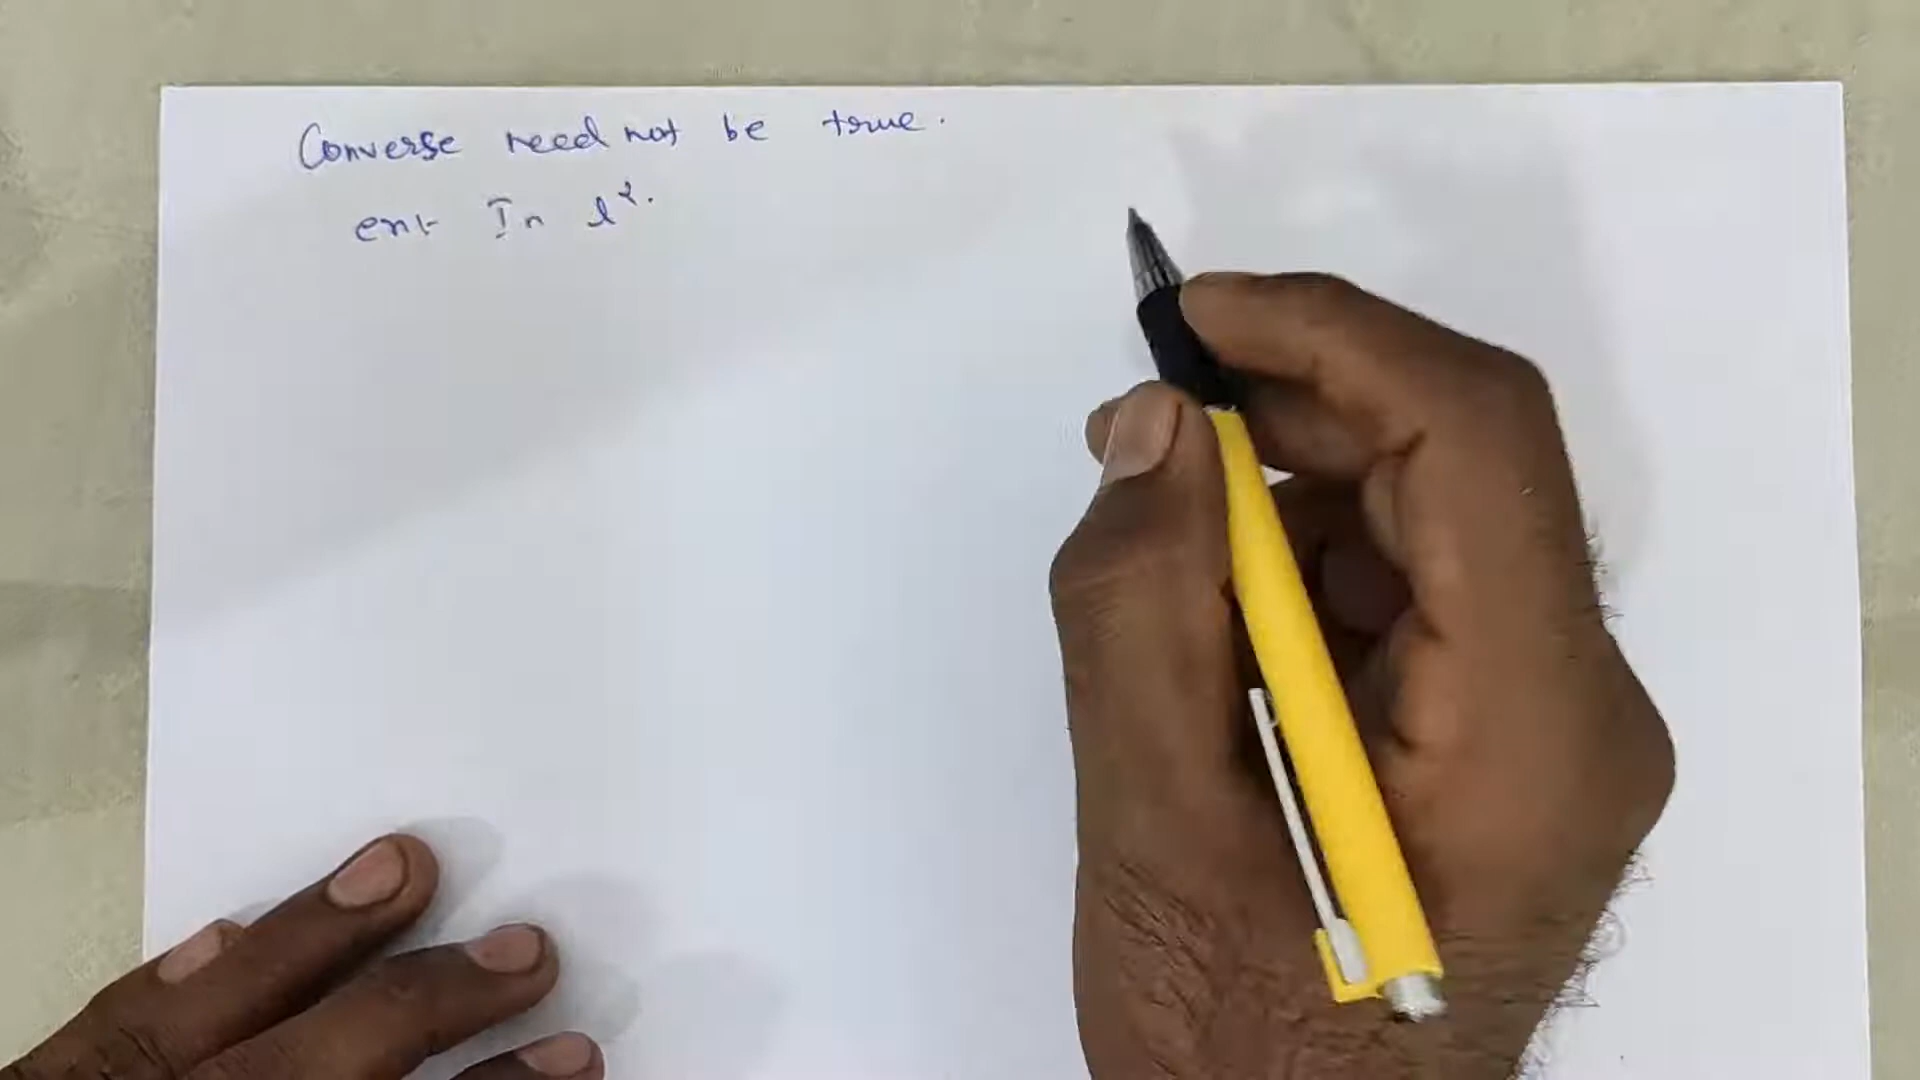 Converse need not be true.
ex:- In l².